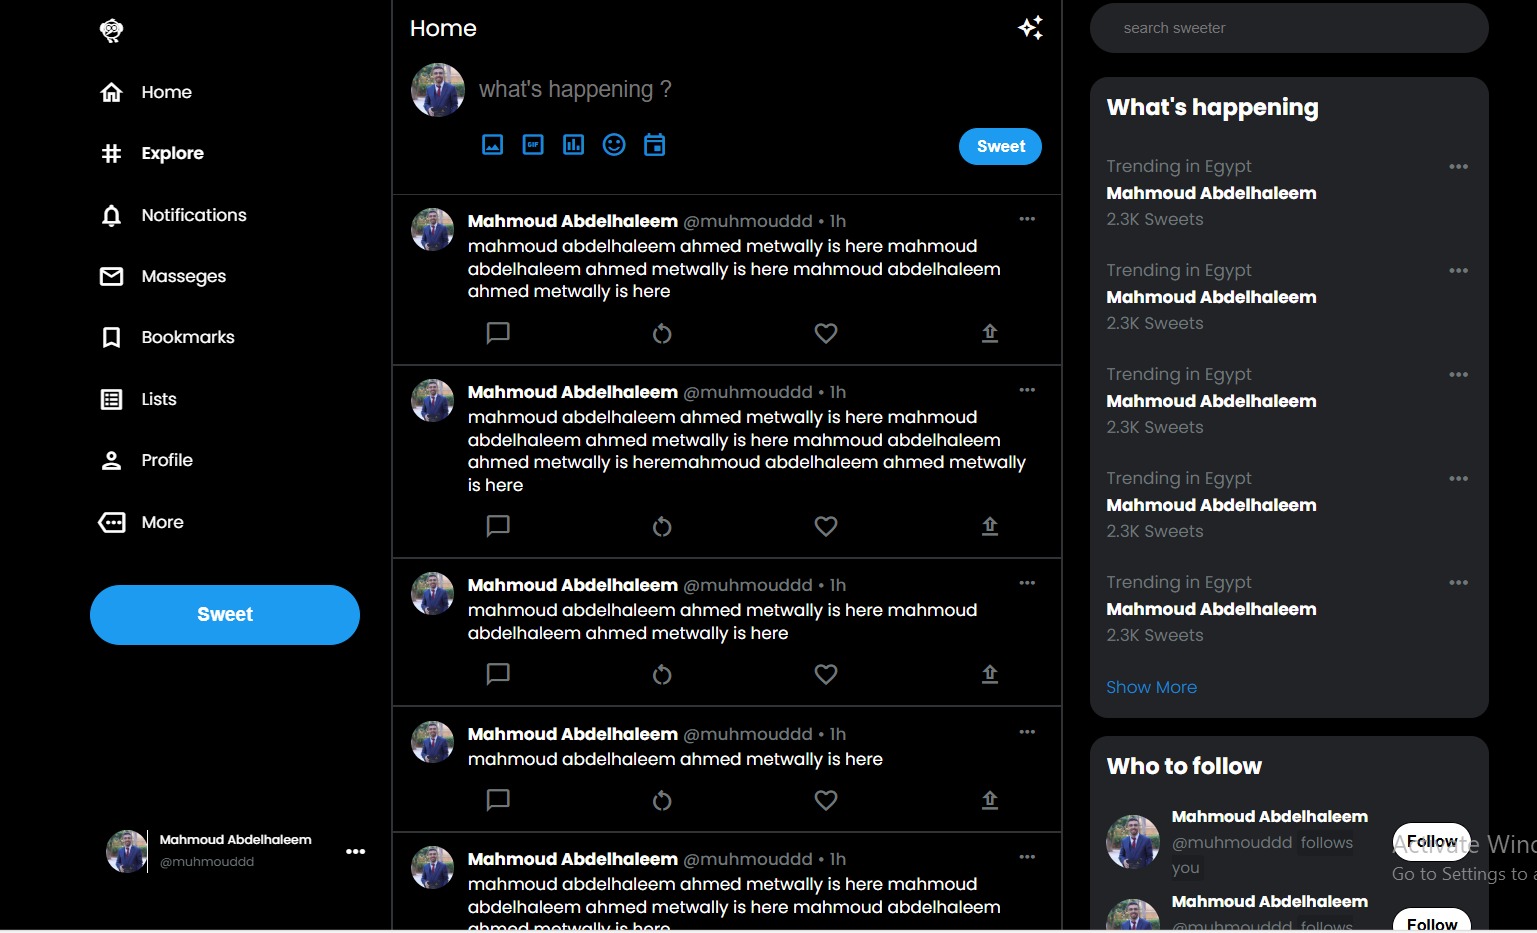 Home
Explore
Notifications
Masseges
Bookmarks
Lists
Profile
More
Sweet
Mahmoud Abdelhaleem
@muhmouddd
Home
what's happening ?
GIF
Sweet
Mahmoud Abdelhaleem @muhmouddd • 1h
mahmoud abdelhaleem ahmed metwally is here mahmoud
abdelhaleem ahmed metwally is here mahmoud abdelhaleem
ahmed metwally is here
Mahmoud Abdelhaleem @muhmouddd • 1h
mahmoud abdelhaleem ahmed metwally is here mahmoud
abdelhaleem ahmed metwally is here mahmoud abdelhaleem
ahmed metwally is heremahmoud abdelhaleem ahmed metwally
is here
Mahmoud Abdelhaleem @muhmouddd • 1h
mahmoud abdelhaleem ahmed metwally is here mahmoud
abdelhaleem ahmed metwally is here
Mahmoud Abdelhaleem @muhmouddd • 1h
mahmoud abdelhaleem ahmed metwally is here
Mahmoud Abdelhaleem @muhmouddd • 1h
mahmoud abdelhaleem ahmed metwally is here mahmoud
abdelhaleem ahmed metwally is here mahmoud abdelhaleem
ahmed metwally is here
search sweeter
What's happening
Trending in Egypt
Mahmoud Abdelhaleem
2.3K Sweets
Trending in Egypt
Mahmoud Abdelhaleem
2.3K Sweets
Trending in Egypt
Mahmoud Abdelhaleem
2.3K Sweets
Trending in Egypt
Mahmoud Abdelhaleem
2.3K Sweets
Trending in Egypt
Mahmoud Abdelhaleem
2.3K Sweets
Show More
Who to follow
Mahmoud Abdelhaleem
@muhmouddd follows
you
Follow
Activate Winc
Go to Settings to a
Mahmoud Abdelhaleem
@muhmouddd follows
Follow